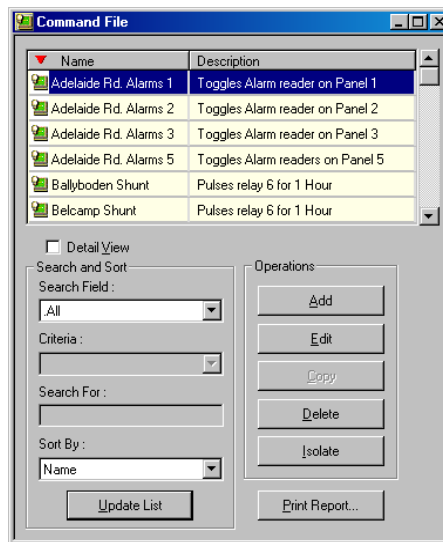 Command File
Name Description
Adelaide Rd. Alarms 1 Toggles Alarm reader on Panel 1
Adelaide Rd. Alarms 2 Toggles Alarm reader on Panel 2
Adelaide Rd. Alarms 3 Toggles Alarm reader on Panel 3
Adelaide Rd. Alarms 5 Toggles Alarm readers on Panel 5
Ballyboden Shunt Pulses relay 6 for 1 Hour
Belcamp Shunt Pulses relay 6 for 1 Hour
Detail View
Search and Sort
Search Field :
.All
Criteria :
Search For :
Sort By :
Name
Update List
Operations
Add
Edit
Copy
Delete
Isolate
Print Report...